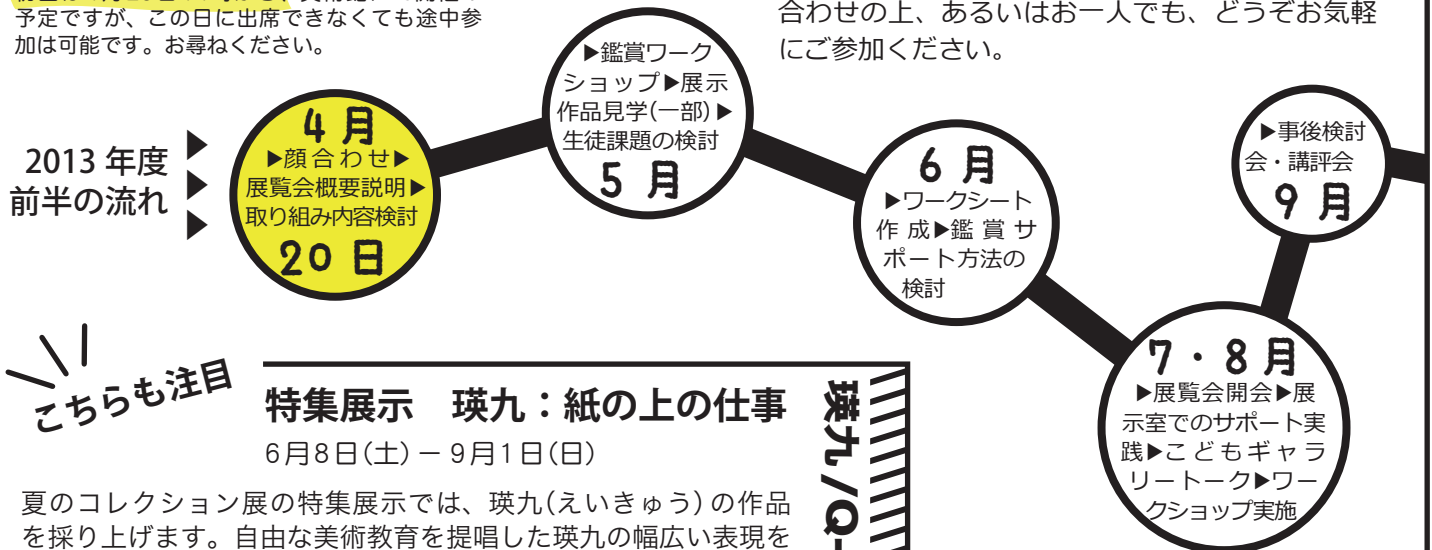 予定ですが、この日に出席できなくても途中参
加は可能です。お尋ねください。
合わせの上、あるいはお一人でも、どうぞお気軽
にご参加ください。
2013 年度
前半の流れ
4 月
▶顔合わせ▶
展覧会概要説明▶
取り組み内容検討
20 日
▶鑑賞ワーク
ショップ▶展示
作品見学(一部)▶
生徒課題の検討
5 月
6 月
▶ワークシート
作成▶鑑賞サ
ポート方法の
検討
7・8 月
▶展覧会開会▶展
示室でのサポート実
践▶こどもギャラ
リートーク▶ワー
クショップ実施
▶事後検討
会・講評会
9 月
こちらも注目
特集展示　瑛九：紙の上の仕事
6月8日(土) − 9月1日(日)
夏のコレクション展の特集展示では、瑛九(えいきゅう)の作品
を採り上げます。自由な美術教育を提唱した瑛九の幅広い表現を
瑛九/Q